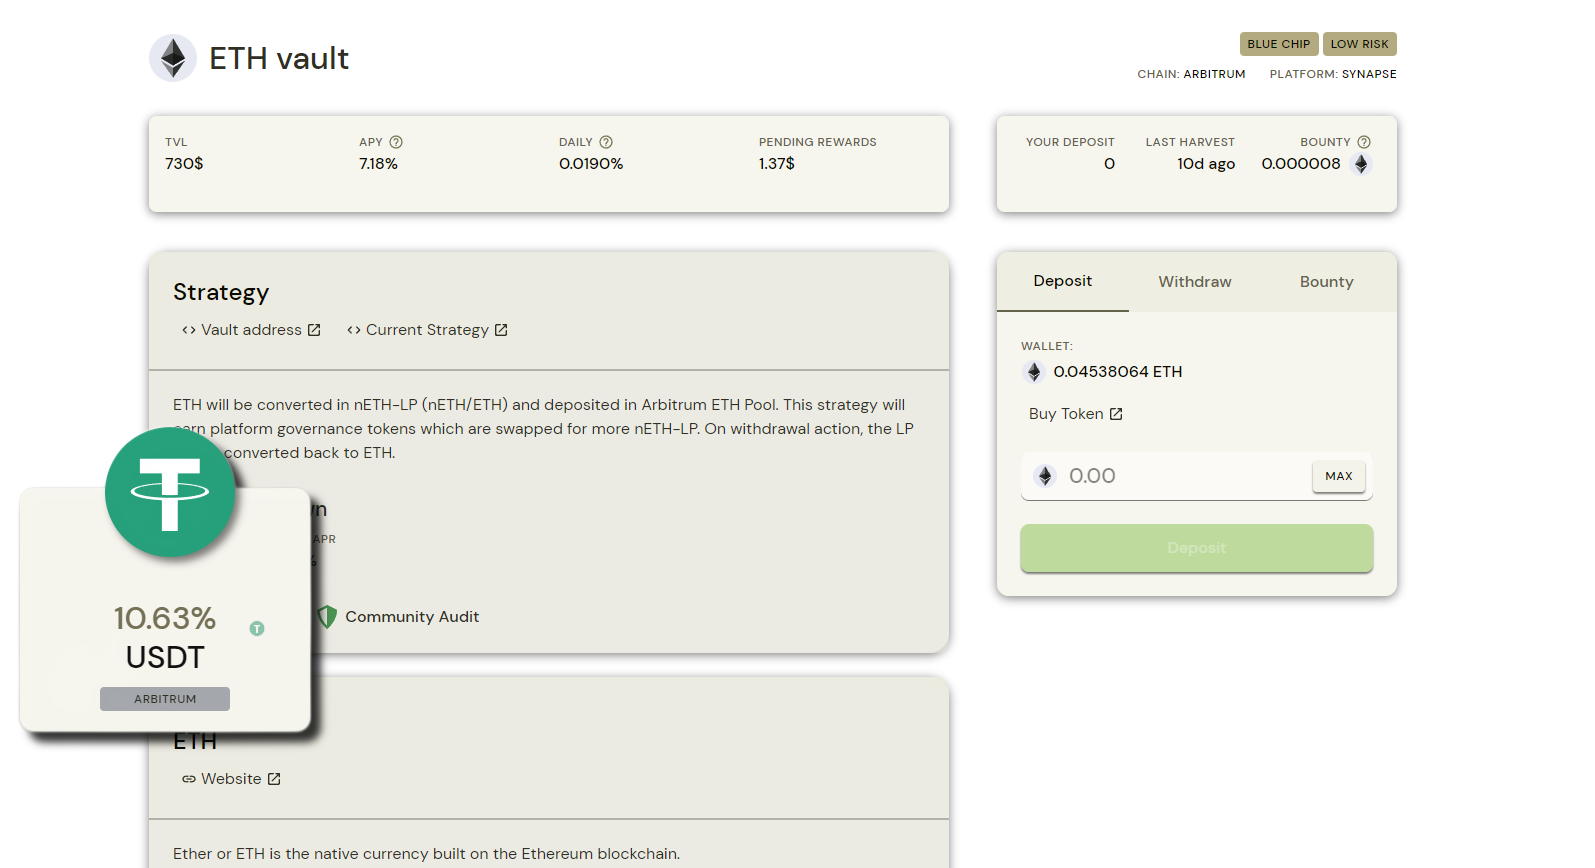 ETH vault
BLUE CHIP LOW RISK
CHAIN: ARBITRUM PLATFORM: SYNAPSE
TVL APY DAILY PENDING REWARDS
730$ 7.18% 0.0190% 1.37$
YOUR DEPOSIT LAST HARVEST BOUNTY
0 10d ago 0.000008
Strategy
Vault address Current Strategy
ETH will be converted in nETH-LP (nETH/ETH) and deposited in Arbitrum ETH Pool. This strategy will
platform governance tokens which are swapped for more nETH-LP. On withdrawal action, the LP
converted back to ETH.
APR
Community Audit
10.63%
USDT
ARBITRUM
ETH
Website
Ether or ETH is the native currency built on the Ethereum blockchain.
Deposit Withdraw Bounty
WALLET:
0.04538064 ETH
Buy Token
0.00 MAX
Deposit